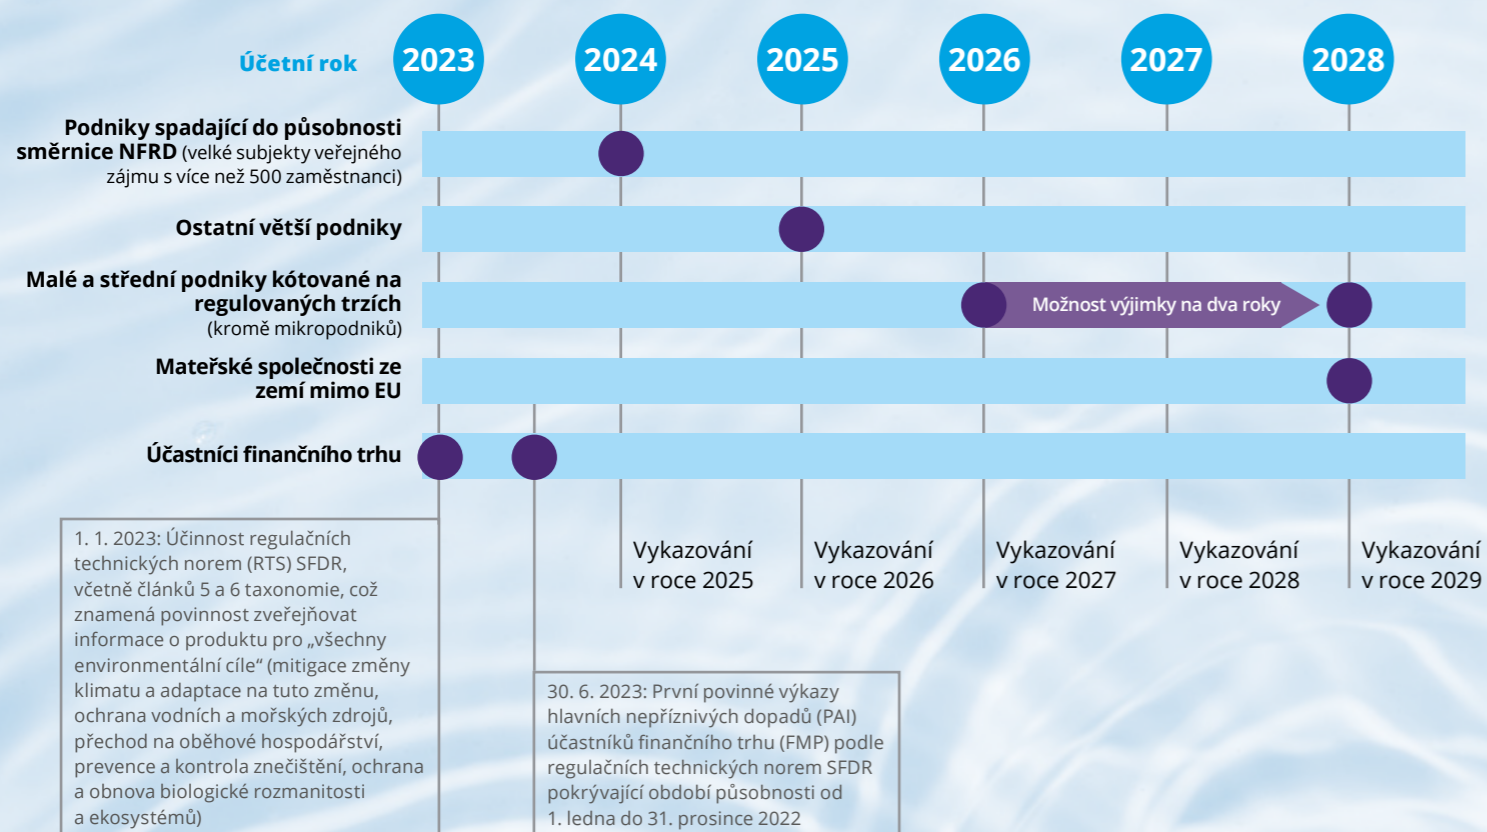 Účetní rok
2023
2024
2025
2026
2027
2028
Podniky spadající do působnosti
směrnice NFRD (velké subjekty veřejného
zájmu s více než 500 zaměstnanci)
Ostatní větší podniky
Malé a střední podniky kótované na
regulovaných trzích
(kromě mikropodniků)
Možnost výjimky na dva roky
Mateřské společnosti ze
zemí mimo EU
Účastníci finančního trhu
Vykazování
v roce 2025
Vykazování
v roce 2026
Vykazování
v roce 2027
Vykazování
v roce 2028
Vykazování
v roce 2029
1. 1. 2023: Účinnost regulačních
technických norem (RTS) SFDR,
včetně článků 5 a 6 taxonomie, což
znamená povinnost zveřejňovat
informace o produktu pro „všechny
environmentální cíle“ (mitigace změny
klimatu a adaptace na tuto změnu,
ochrana vodních a mořských zdrojů,
přechod na oběhové hospodářství,
prevence a kontrola znečištění, ochrana
a obnova biologické rozmanitosti
a ekosystémů)
30. 6. 2023: První povinné výkazy
hlavních nepříznivých dopadů (PAI)
účastníků finančního trhu (FMP) podle
regulačních technických norem SFDR
pokrývající období působnosti od
1. ledna do 31. prosince 2022